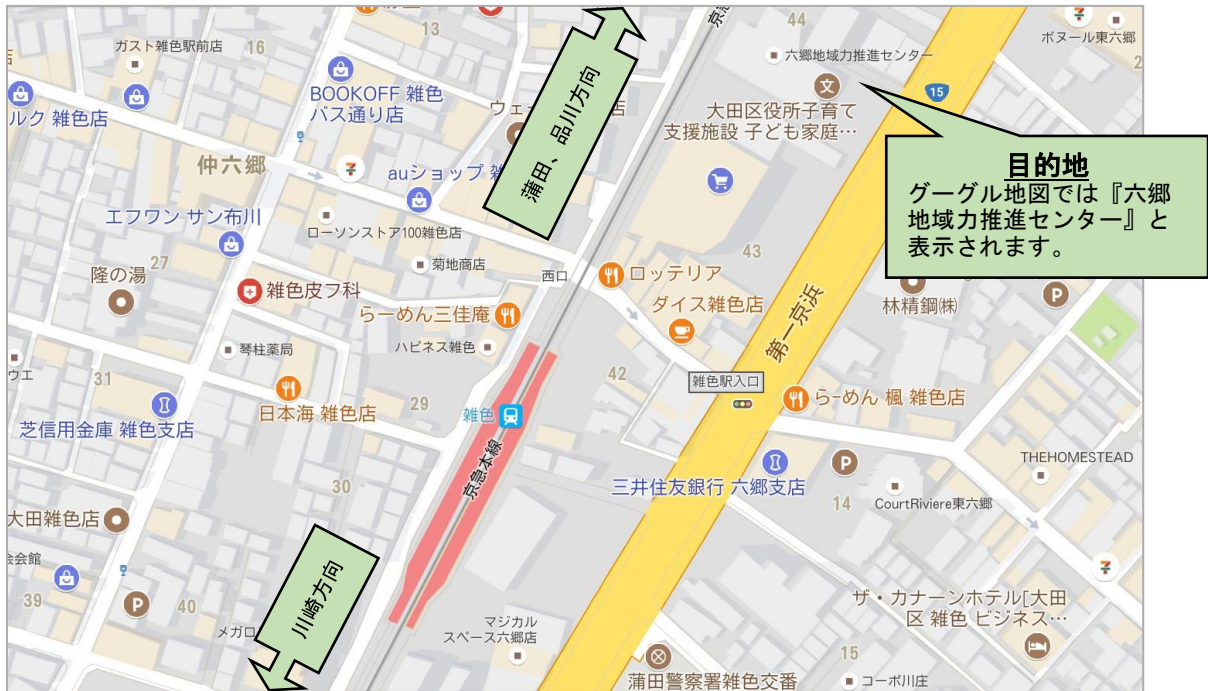 ガスト雑色駅前店
16
13
44
六郷地域力推進センター
ボヌール東六郷
BOOKOFF 雑色
バス通り店
大田区役所子育て
支援施設 子ども家庭…
15
ルク 雑色店
仲六郷
auショップ
蒲田、品川方向
目的地
グーグル地図では『六郷
地域力推進センター』と
表示されます。
エフワン サン布川
ローソンストア100雑色店
菊地商店
西口
ロッテリア
43
隆の湯
27
雑色皮フ科
ダイス雑色店
林精鋼㈱
らーめん三佳庵
第一京浜
琴柱薬局
ハピネス雑色
42
雑色駅入口
らーめん 楓 雑色店
ウエ
31
日本海 雑色店
29
雑色
芝信用金庫 雑色支店
京急本線
三井住友銀行 六郷支店
THEHOMESTEAD
30
14
CourtRiviere東六郷
大田雑色店
川崎方向
39
40
メガロ
マジカル
スペース六郷店
ザ・カナーンホテル[大田
区 雑色 ビジネス…
15
蒲田警察署雑色交番
コーポ川庄